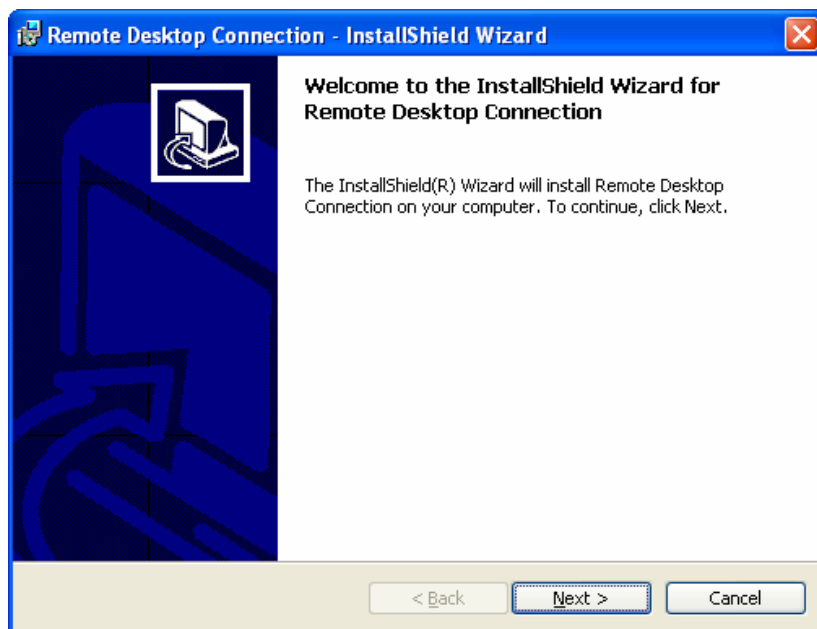 Remote Desktop Connection - InstallShield Wizard
Welcome to the InstallShield Wizard for
Remote Desktop Connection
The InstallShield(R) Wizard will install Remote Desktop
Connection on your computer. To continue, click Next.
< Back Next > Cancel